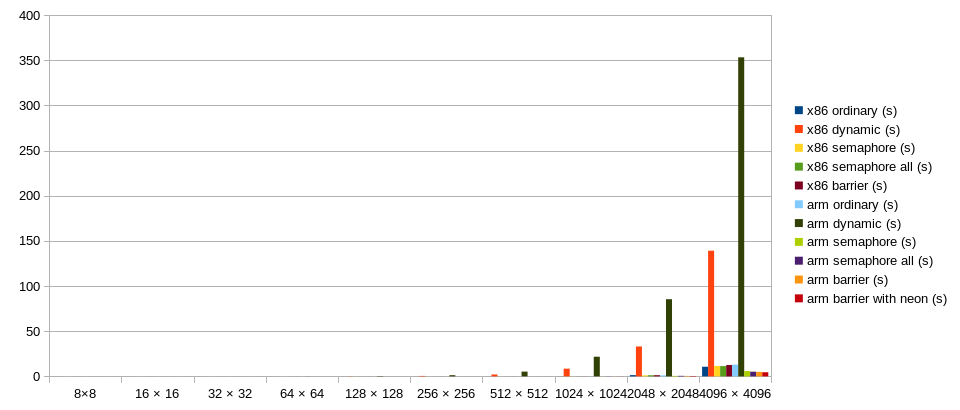 400
350
300
250
200
150
100
50
0
8×8 16 × 16 32 × 32 64 × 64 128 × 128 256 × 256 512 × 512 1024 × 1024 2048 × 2048 4096 × 4096
x86 ordinary (s)
x86 dynamic (s)
x86 semaphore (s)
x86 semaphore all (s)
x86 barrier (s)
arm ordinary (s)
arm dynamic (s)
arm semaphore (s)
arm semaphore all (s)
arm barrier (s)
arm barrier with neon (s)